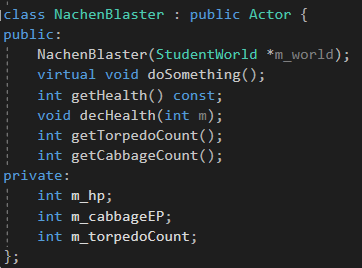 class NachenBlaster : public Actor {
public:
    NachenBlaster(StudentWorld *m_world);
    virtual void doSomething();
    int getHealth() const;
    void decHealth(int m);
    int getTorpedoCount();
    int getCabbageCount();
private:
    int m_hp;
    int m_cabbageEP;
    int m_torpedoCount;
};